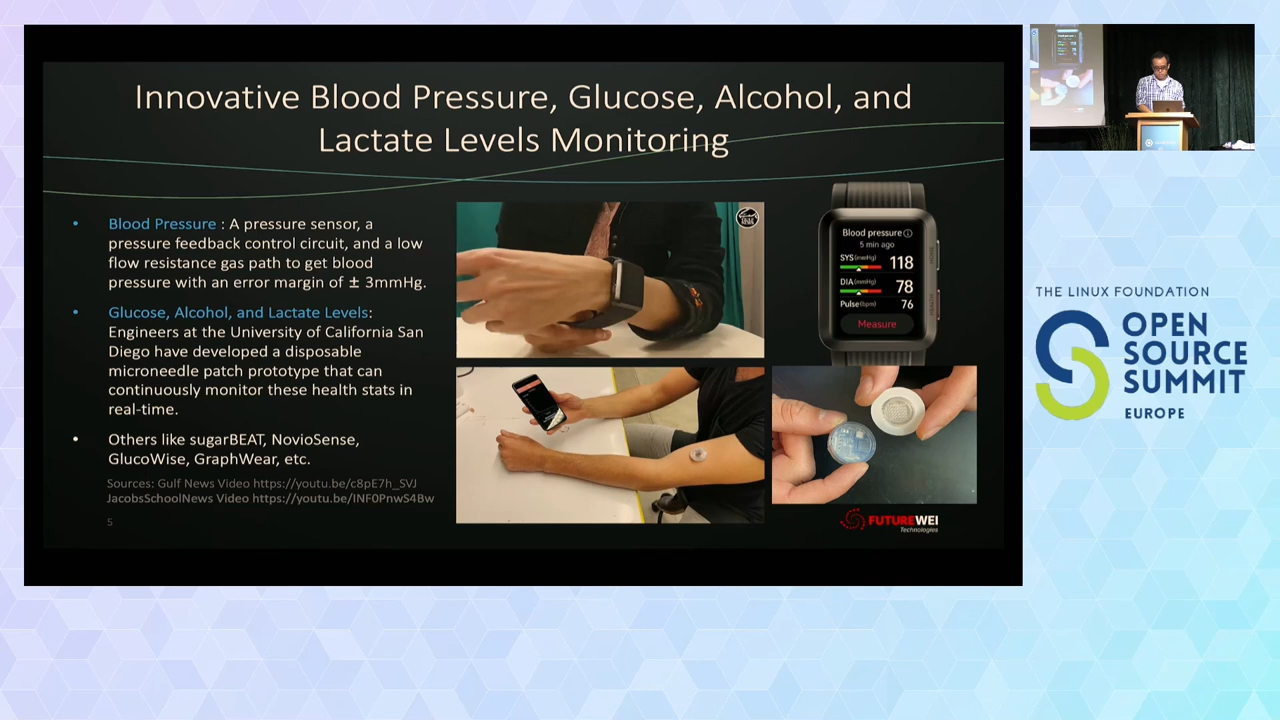 Innovative Blood Pressure, Glucose, Alcohol, and
Lactate Levels Monitoring
• Blood Pressure : A pressure sensor, a
pressure feedback control circuit, and a low
flow resistance gas path to get blood
pressure with an error margin of ± 3mmHg.
• Glucose, Alcohol, and Lactate Levels:
Engineers at the University of California San
Diego have developed a disposable
microneedle patch prototype that can
continuously monitor these health stats in
real-time.
• Others like sugarBEAT, NovioSense,
GlucoWise, GraphWear, etc.
Sources: Gulf News Video https://youtu.be/c8pE7h_SVJ
JacobsSchoolNews Video https://youtu.be/INF0PnwS4Bw
5
Blood pressure
5 min ago
SYS(mmHg) 118
DIA(mmHg) 78
Pulse(bpm) 76
Measure
HOME
HEALTH
FUTUREWEI
Technologies
THE LINUX FOUNDATION
OPEN
SOURCE
SUMMIT
EUROPE